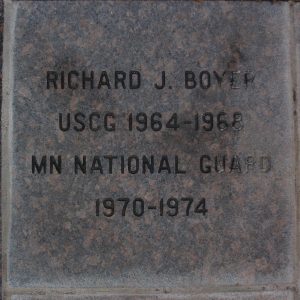 RICHARD J. BOYER
USCG 1964-1968
MN NATIONAL GUARD
1970-1974